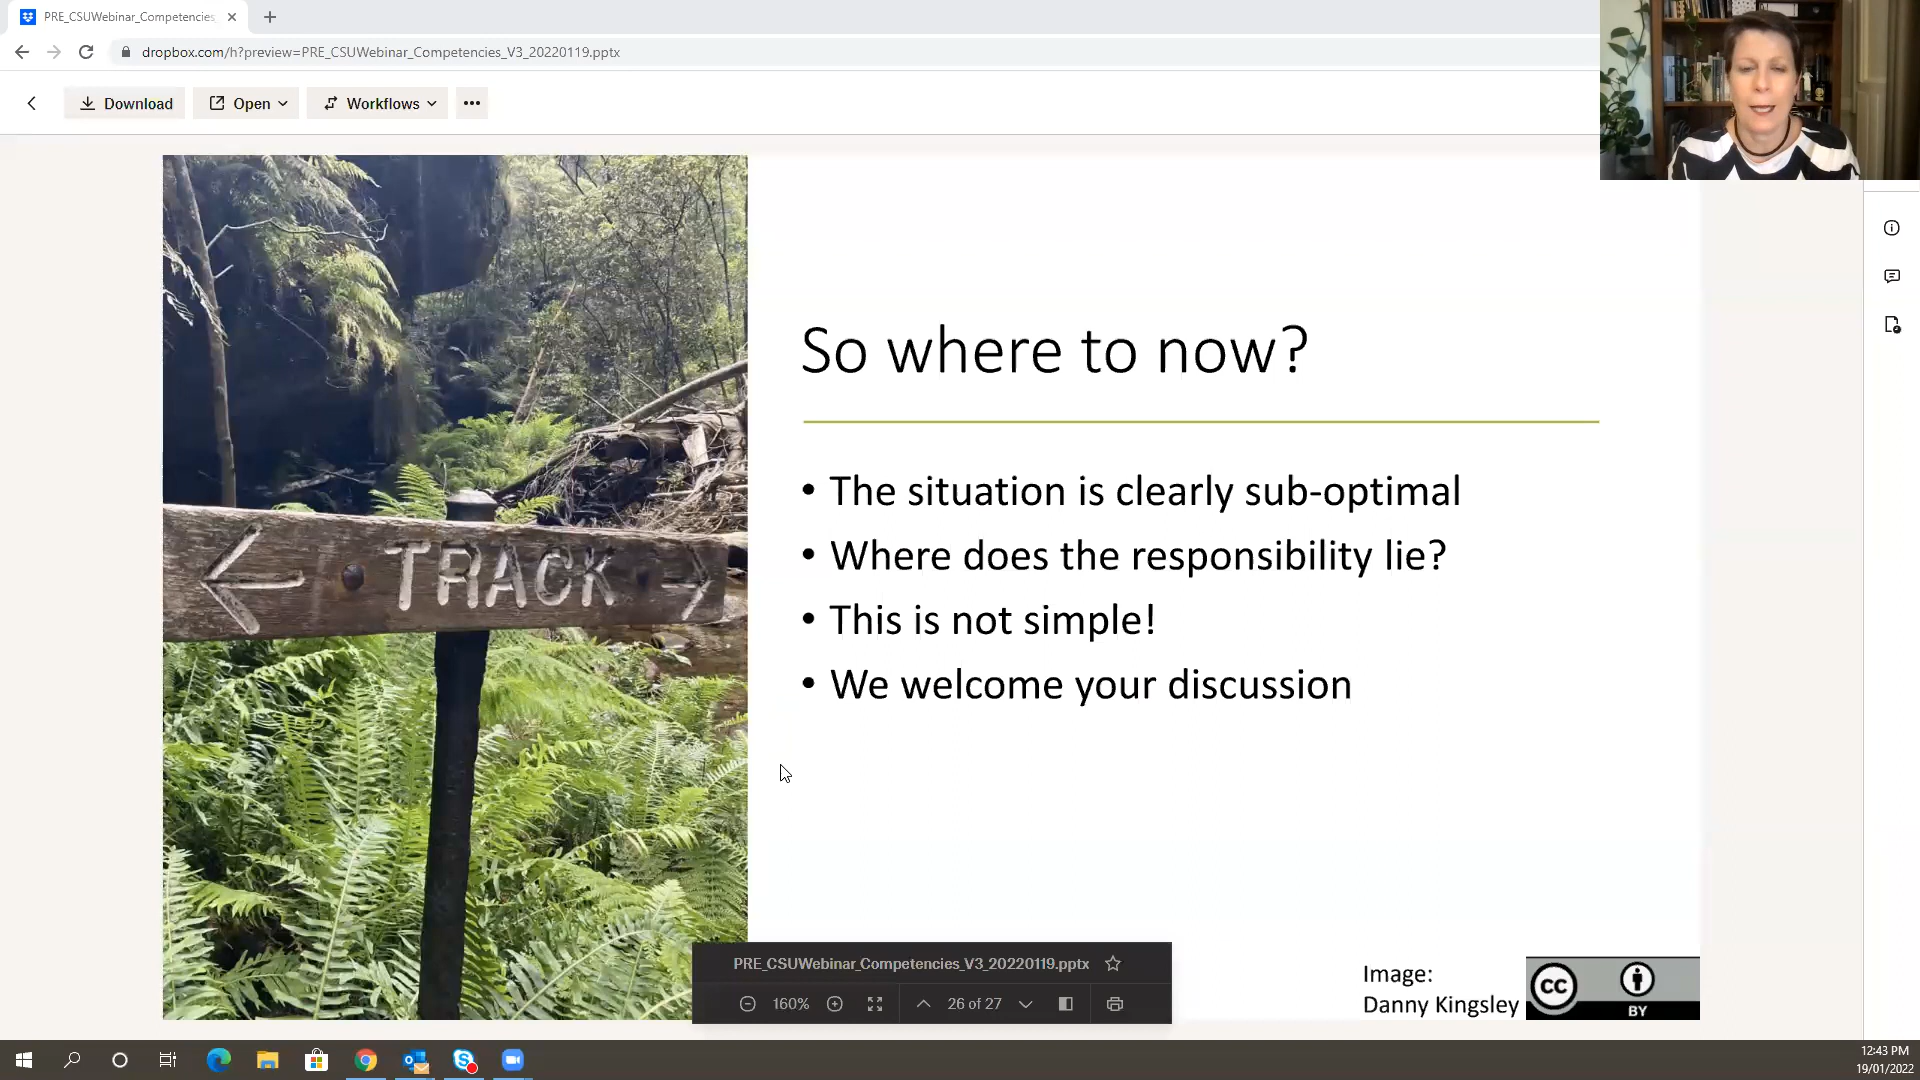 PRE_CSUWebinar_Competencies_
dropbox.com/h?preview=PRE_CSUWebinar_Competencies_V3_20220119.pptx
Download
Open
Workflows
TRACK
So where to now?
• The situation is clearly sub-optimal
• Where does the responsibility lie?
• This is not simple!
• We welcome your discussion
PRE_CSUWebinar_Competencies_V3_20220119.pptx
160%
26 of 27
Image:
Danny Kingsley
CC
BY
12:43 PM
19/01/2022